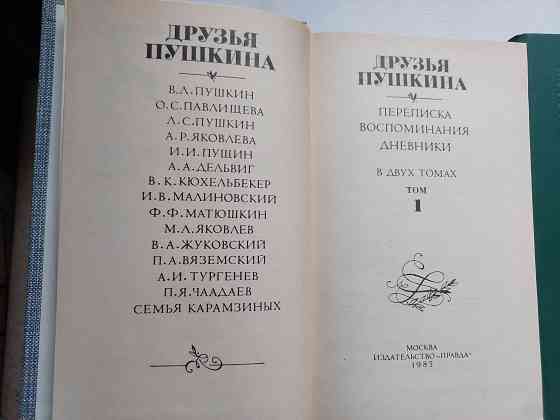 ДРУЗЬЯ
ПУШКИНА
В.Л.ПУШКИН
О.С.ПАВЛИЩЕВА
Л.С.ПУШКИН
А.Р.ЯКОВЛЕВА
И.И.ПУЩИН
А.А.ДЕЛЬВИГ
В.К.КЮХЕЛЬБЕКЕР
И.В.МАЛИНОВСКИЙ
Ф.Ф.МАТЮШКИН
М.Л.ЯКОВЛЕВ
В.А.ЖУКОВСКИЙ
П.А.ВЯЗЕМСКИЙ
А.И.ТУРГЕНЕВ
П.Я.ЧААДАЕВ
СЕМЬЯ КАРАМЗИНЫХ
ДРУЗЬЯ
ПУШКИНА
ПЕРЕПИСКА
ВОСПОМИНАНИЯ
ДНЕВНИКИ
В ДВУХ ТОМАХ
ТОМ
1
МОСКВА
ИЗДАТЕЛЬСТВО «ПРАВДА»
1985